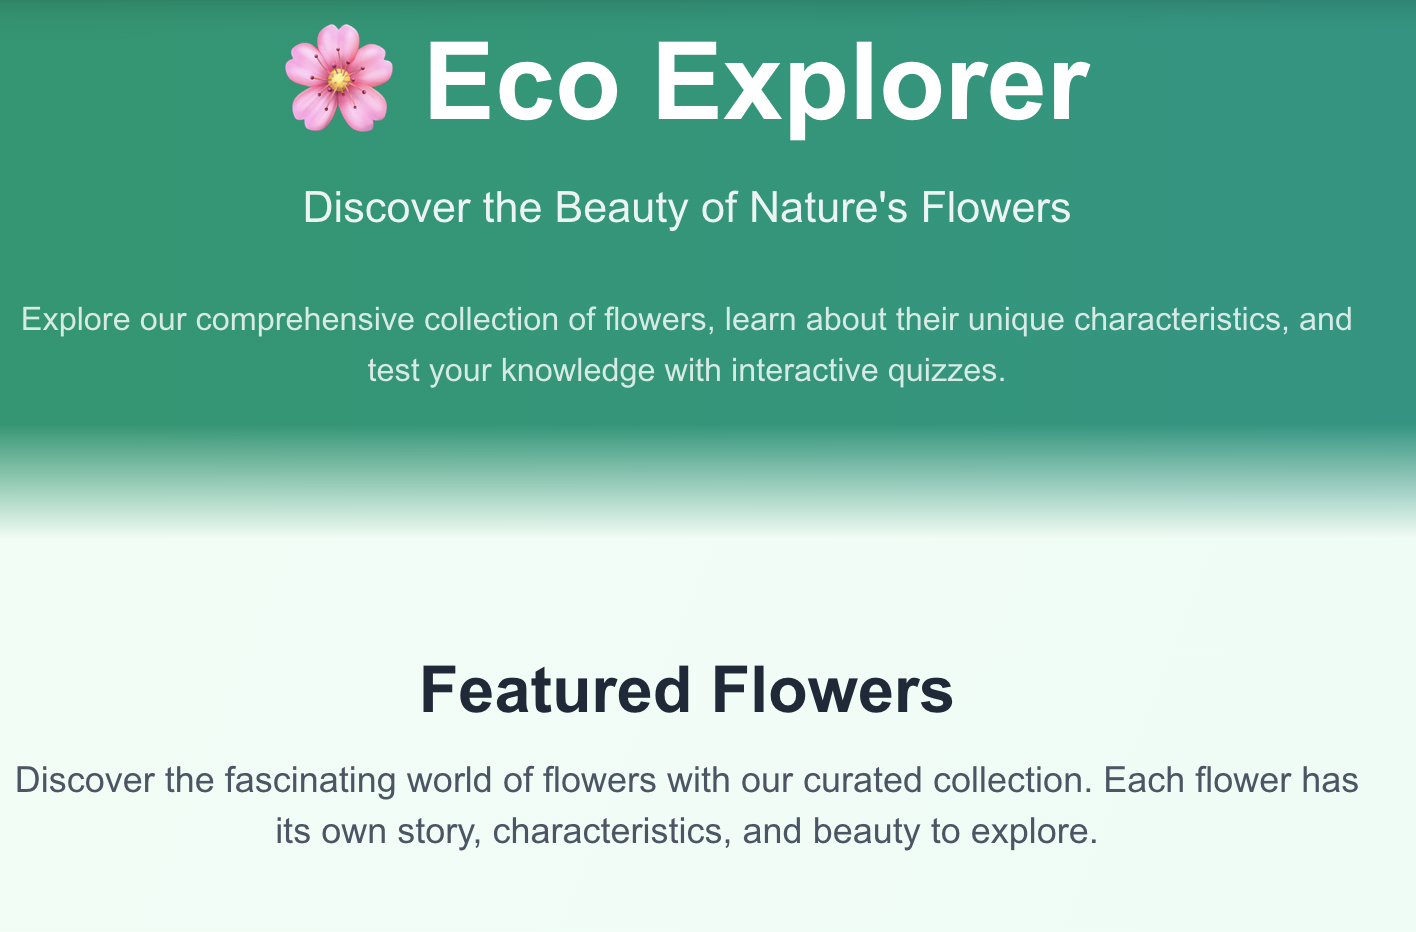 Eco Explorer
Discover the Beauty of Nature's Flowers
Explore our comprehensive collection of flowers, learn about their unique characteristics, and
test your knowledge with interactive quizzes.
Featured Flowers
Discover the fascinating world of flowers with our curated collection. Each flower has
its own story, characteristics, and beauty to explore.